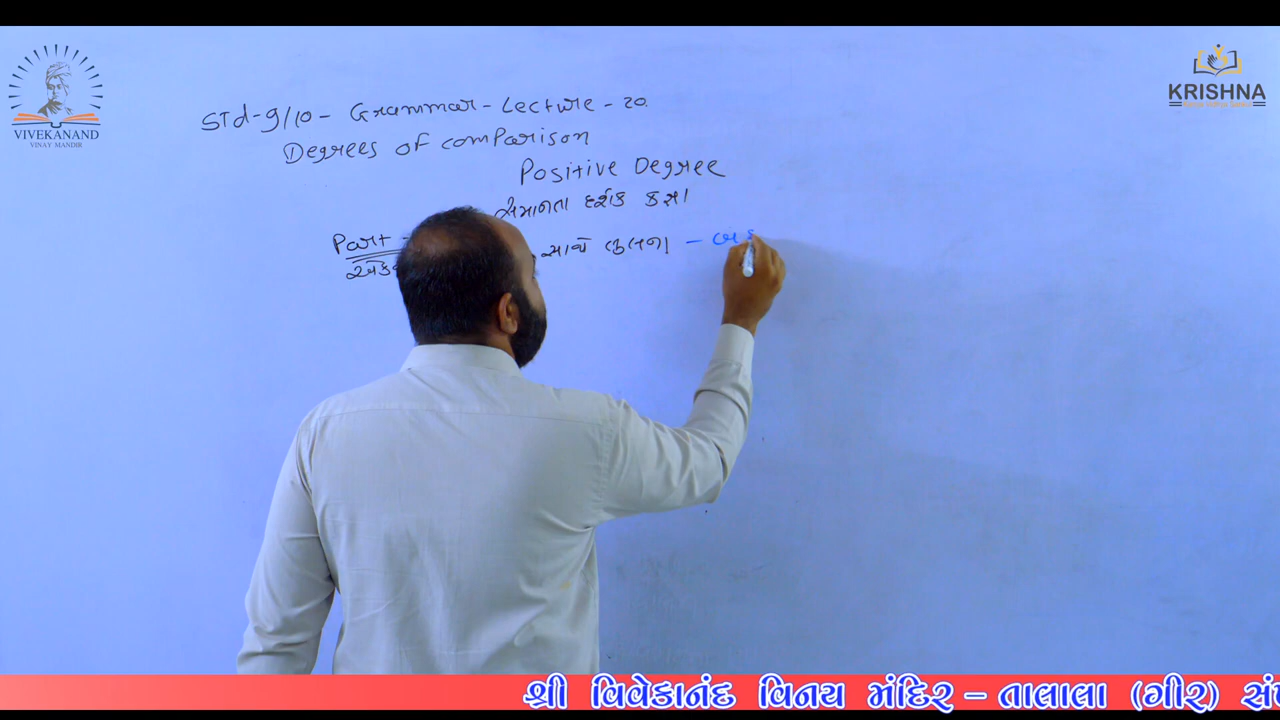 VIVEKANAND
VINAY MANDIR
KRISHNA
STd-9/10 - Grammar - Lecture - 20.
Degrees of comparison
Positive Degree
સમાનતા દર્શક કક્ષા
Part
સાથે તુલના -
શ્રી વિવેકાનંદ વિનય મંદિર – તાલાલા (ગીર)